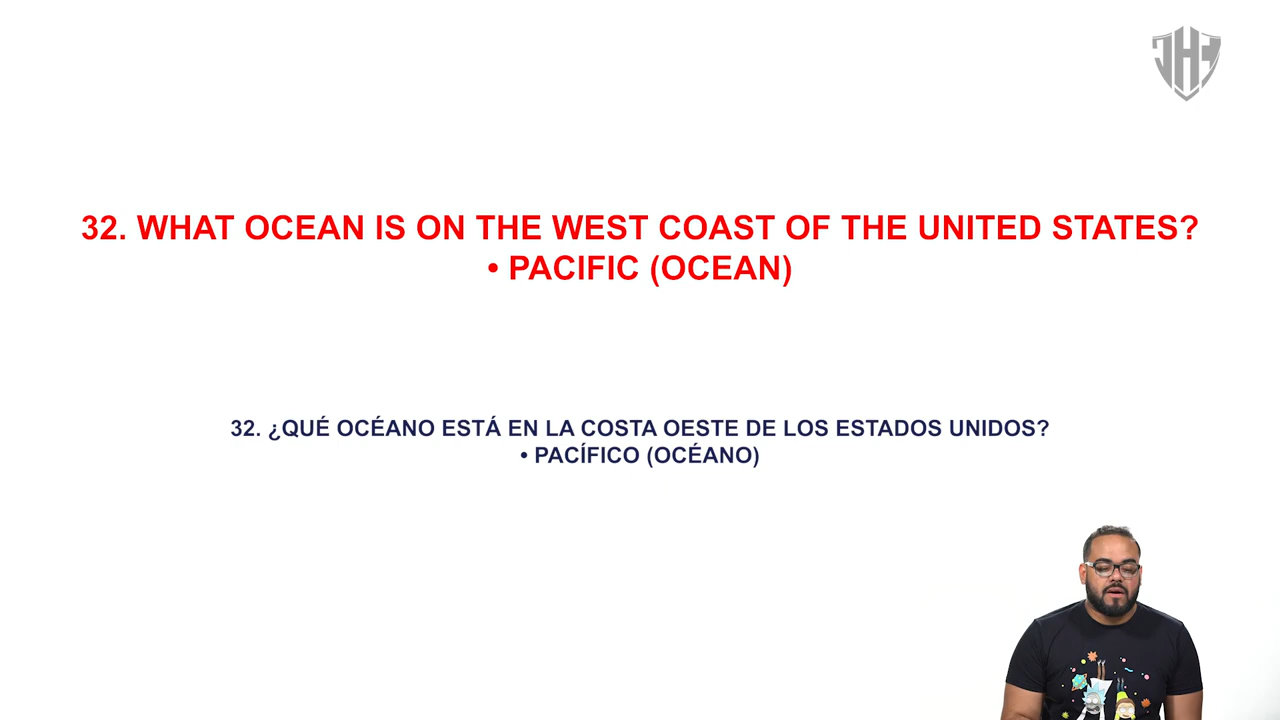 JHE
32. WHAT OCEAN IS ON THE WEST COAST OF THE UNITED STATES?
• PACIFIC (OCEAN)
32. ¿QUÉ OCÉANO ESTÁ EN LA COSTA OESTE DE LOS ESTADOS UNIDOS?
• PACÍFICO (OCÉANO)